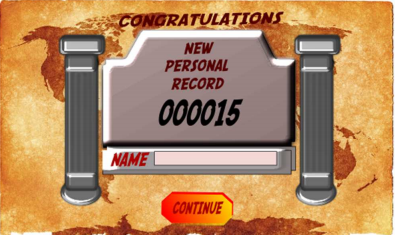 CONGRATULATIONS
NEW
PERSONAL
RECORD
000015
NAME
CONTINUE